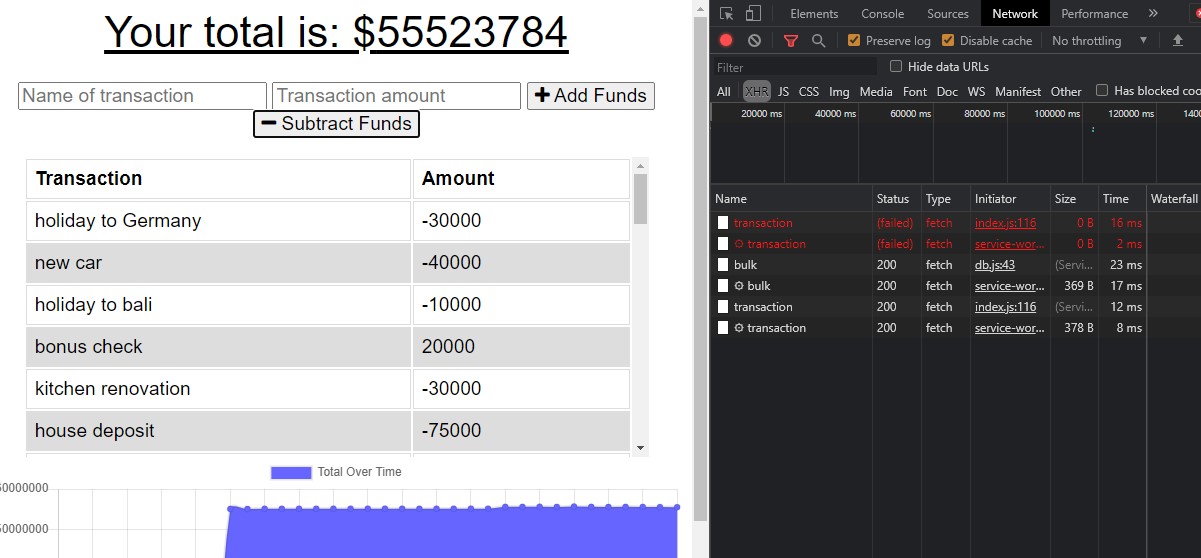 Your total is: $55523784
Name of transaction Transaction amount Add Funds
Subtract Funds
Transaction Amount
holiday to Germany -30000
new car -40000
holiday to bali -10000
bonus check 20000
kitchen renovation -30000
house deposit -75000
Total Over Time
Elements Console Sources Network Performance »
Preserve log Disable cache No throttling
Filter Hide data URLs
All XHR JS CSS Img Media Font Doc WS Manifest Other Has blocked coo
20000 ms 40000 ms 60000 ms 80000 ms 100000 ms 120000 ms 1400
Name Status Type Initiator Size Time Waterfall
transaction (failed) fetch index.js:116 0 B 16 ms
transaction (failed) fetch service-wor... 0 B 2 ms
bulk 200 fetch db.js:43 (Servi... 23 ms
bulk 200 fetch service-wor... 369 B 17 ms
transaction 200 fetch index.js:116 (Servi... 12 ms
transaction 200 fetch service-wor... 378 B 8 ms